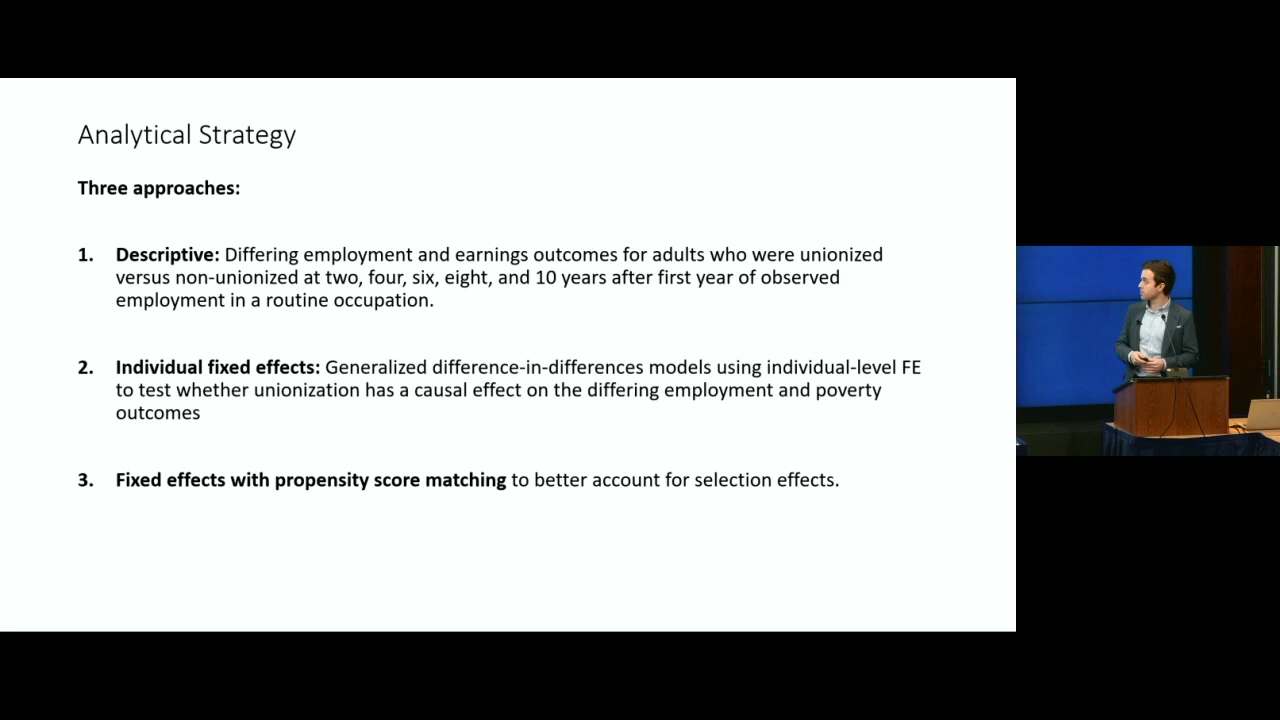 Analytical Strategy
Three approaches:
1. Descriptive: Differing employment and earnings outcomes for adults who were unionized
versus non-unionized at two, four, six, eight, and 10 years after first year of observed
employment in a routine occupation.
2. Individual fixed effects: Generalized difference-in-differences models using individual-level FE
to test whether unionization has a causal effect on the differing employment and poverty
outcomes
3. Fixed effects with propensity score matching to better account for selection effects.